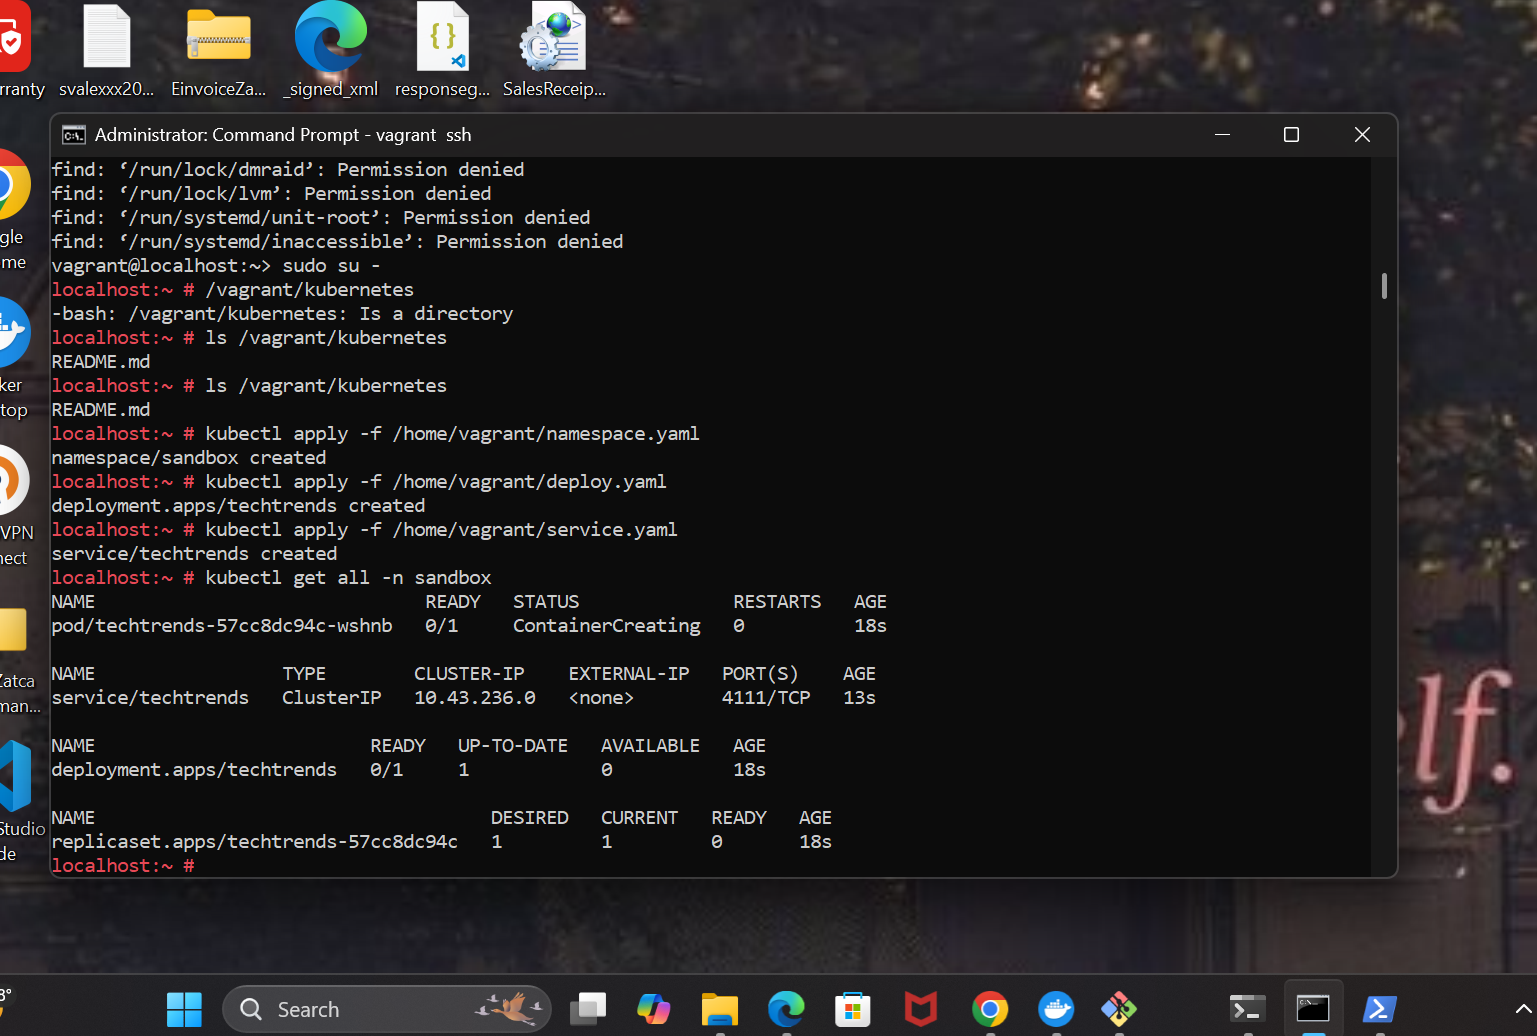 rranty
svalexxx20...
EinvoiceZa...
_signed_xml
responseg...
SalesReceip...
Administrator: Command Prompt - vagrant  ssh
find: ‘/run/lock/dmraid’: Permission denied
find: ‘/run/lock/lvm’: Permission denied
find: ‘/run/systemd/unit-root’: Permission denied
find: ‘/run/systemd/inaccessible’: Permission denied
vagrant@localhost:~> sudo su -
localhost:~ # /vagrant/kubernetes
-bash: /vagrant/kubernetes: Is a directory
localhost:~ # ls /vagrant/kubernetes
README.md
localhost:~ # ls /vagrant/kubernetes
README.md
localhost:~ # kubectl apply -f /home/vagrant/namespace.yaml
namespace/sandbox created
localhost:~ # kubectl apply -f /home/vagrant/deploy.yaml
deployment.apps/techtrends created
localhost:~ # kubectl apply -f /home/vagrant/service.yaml
service/techtrends created
localhost:~ # kubectl get all -n sandbox
NAME                              READY   STATUS              RESTARTS   AGE
pod/techtrends-57cc8dc94c-wshnb   0/1     ContainerCreating   0          18s

NAME                 TYPE        CLUSTER-IP    EXTERNAL-IP   PORT(S)    AGE
service/techtrends   ClusterIP   10.43.236.0   <none>        4111/TCP   13s

NAME                         READY   UP-TO-DATE   AVAILABLE   AGE
deployment.apps/techtrends   0/1     1            0           18s

NAME                                    DESIRED   CURRENT   READY   AGE
replicaset.apps/techtrends-57cc8dc94c   1         1         0       18s
localhost:~ #
gle
me
ker
top
VPN
nect
Zatca
man...
Studio
de
lf.
Search